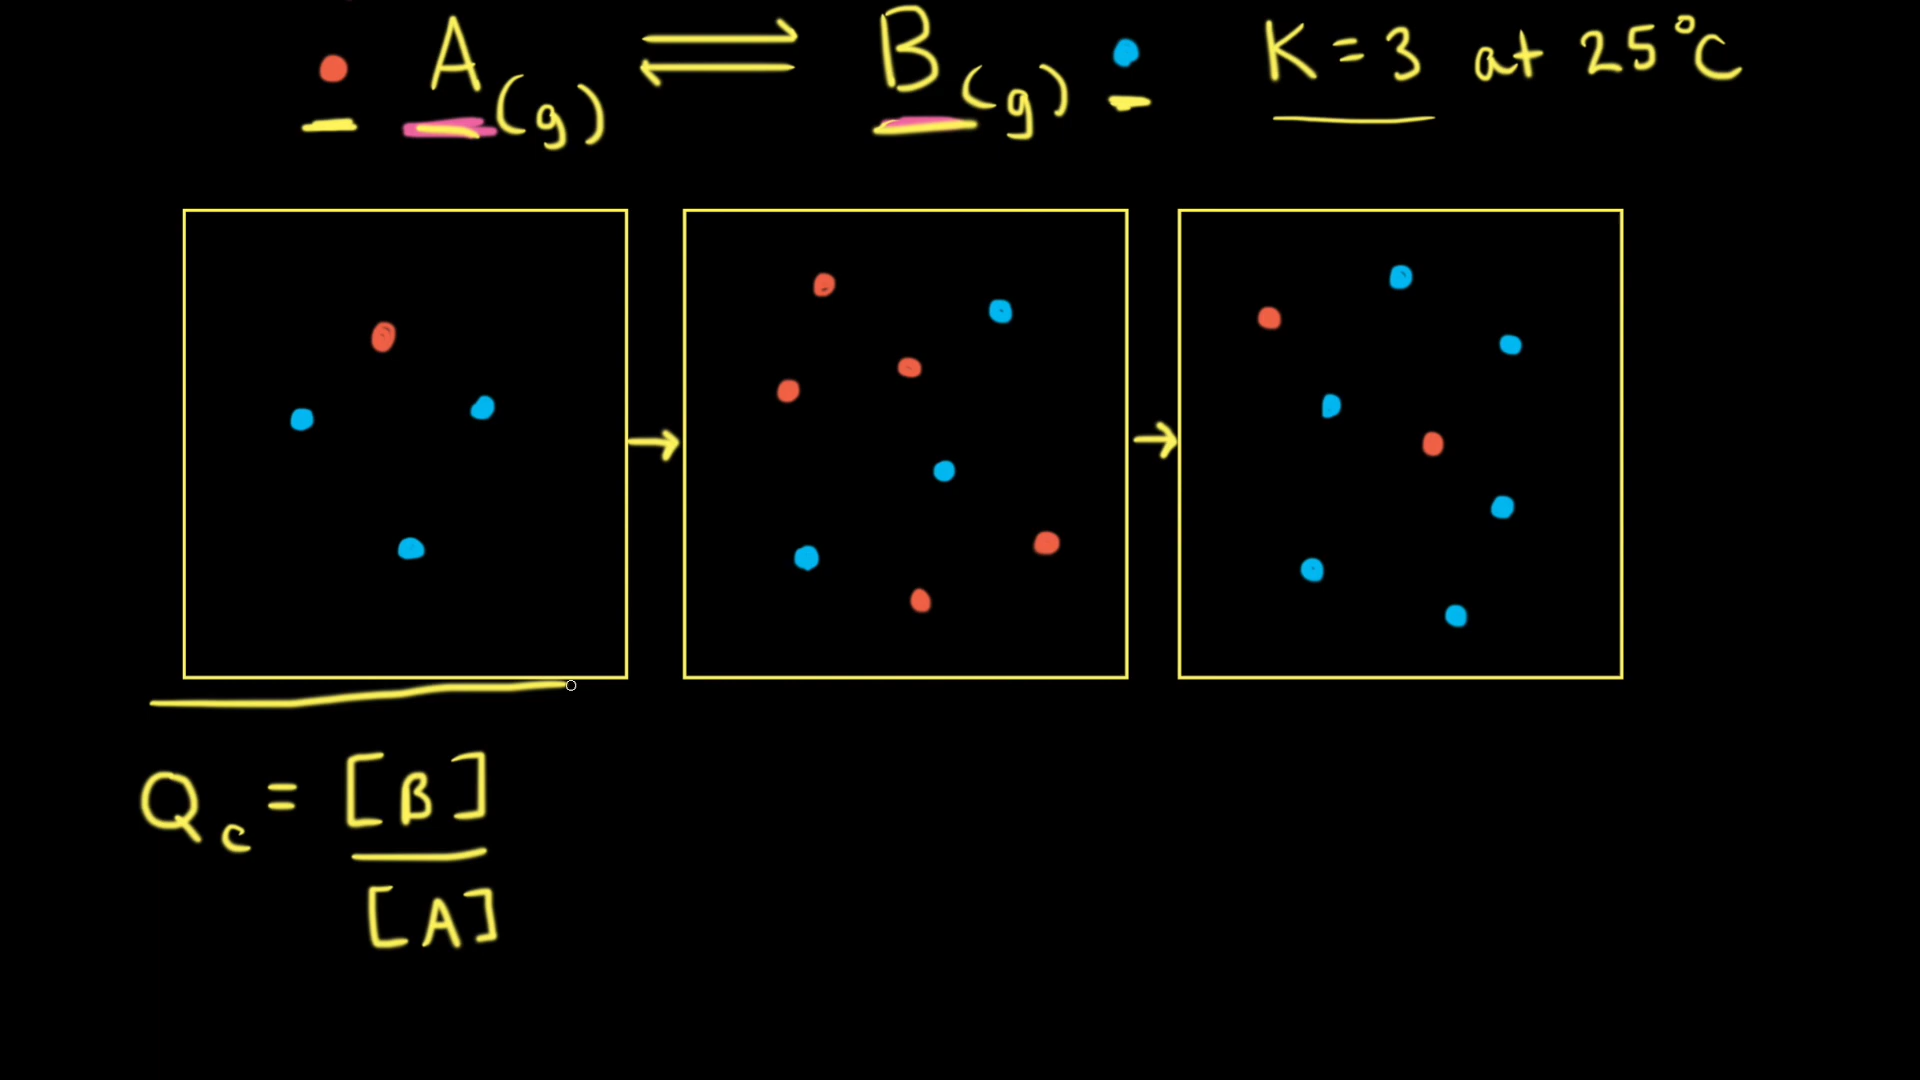 A(g) ⇌ B(g) K = 3 at 25°C
Qc = [B]
[A]